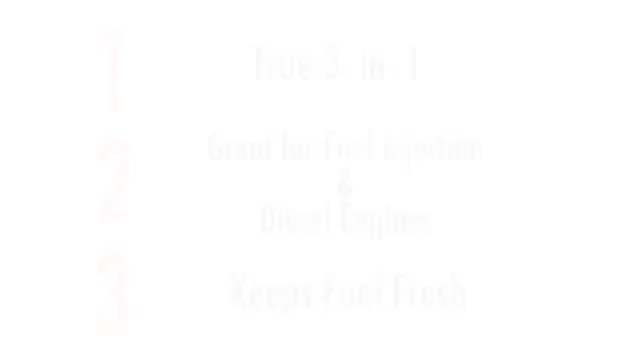 1 True 3-in-1
2 Great for Fuel Injection
&
Diesel Engines
3 Keeps Fuel Fresh